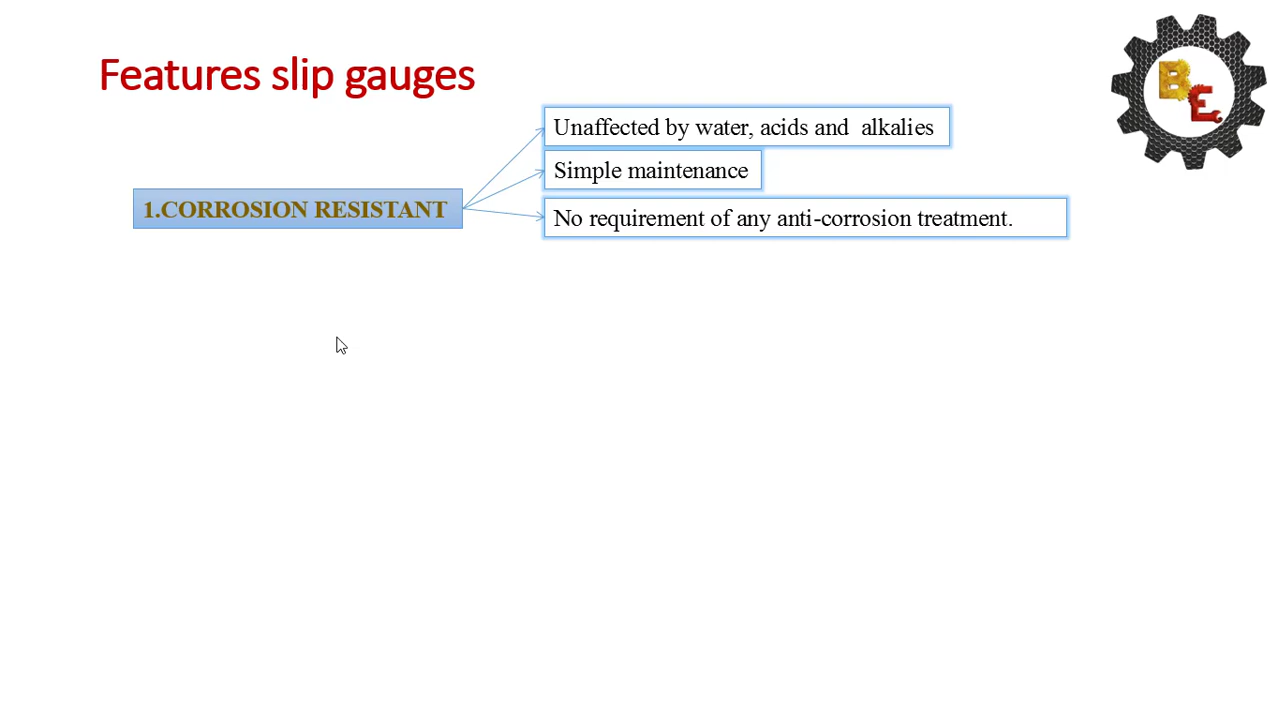 Features slip gauges
BE
Unaffected by water, acids and  alkalies
Simple maintenance
1.CORROSION RESISTANT
No requirement of any anti-corrosion treatment.